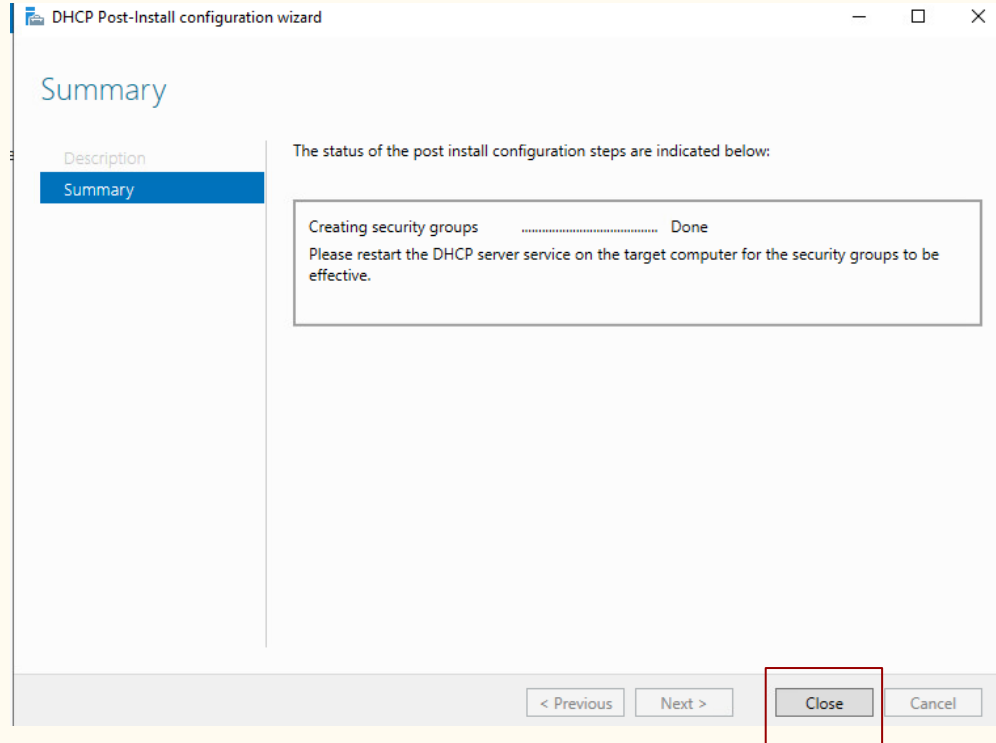 DHCP Post-Install configuration wizard
Summary
Description
Summary
The status of the post install configuration steps are indicated below:
Creating security groups ........................................ Done
Please restart the DHCP server service on the target computer for the security groups to be
effective.
< Previous Next > Close Cancel